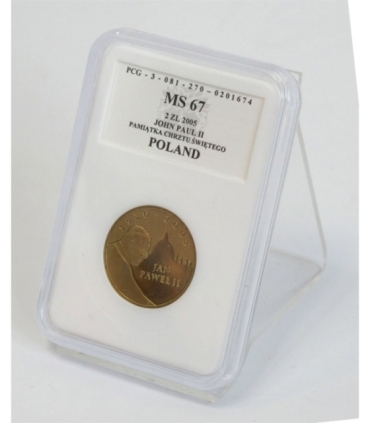 PCG - 3 - 081 - 270 - 0201674
MS 67
2 ZL 2005
JOHN PAUL II
PAMIĄTKA CHRZTU ŚWIĘTEGO
POLAND
JAN
PAWEŁ II